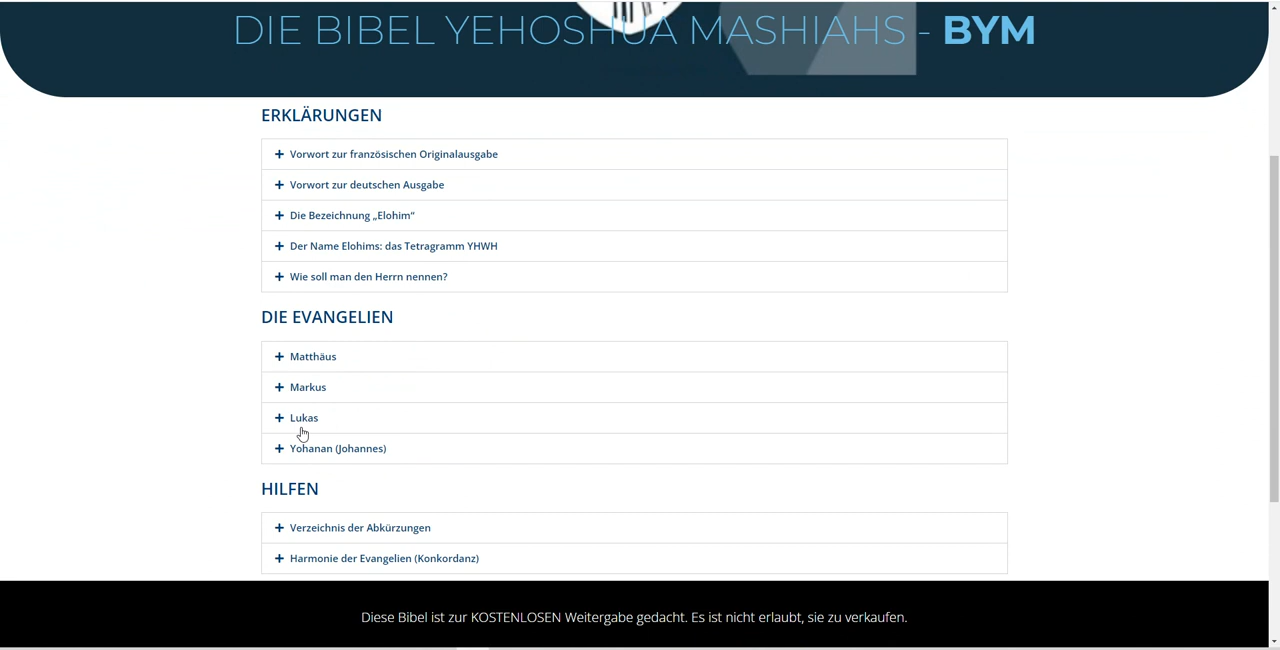 DIE BIBEL YEHOSHUA MASHIAHS - BYM
ERKLÄRUNGEN
Vorwort zur französischen Originalausgabe
Vorwort zur deutschen Ausgabe
Die Bezeichnung „Elohim“
Der Name Elohims: das Tetragramm YHWH
Wie soll man den Herrn nennen?
DIE EVANGELIEN
Matthäus
Markus
Lukas
Yohanan (Johannes)
HILFEN
Verzeichnis der Abkürzungen
Harmonie der Evangelien (Konkordanz)
Diese Bibel ist zur KOSTENLOSEN Weitergabe gedacht. Es ist nicht erlaubt, sie zu verkaufen.